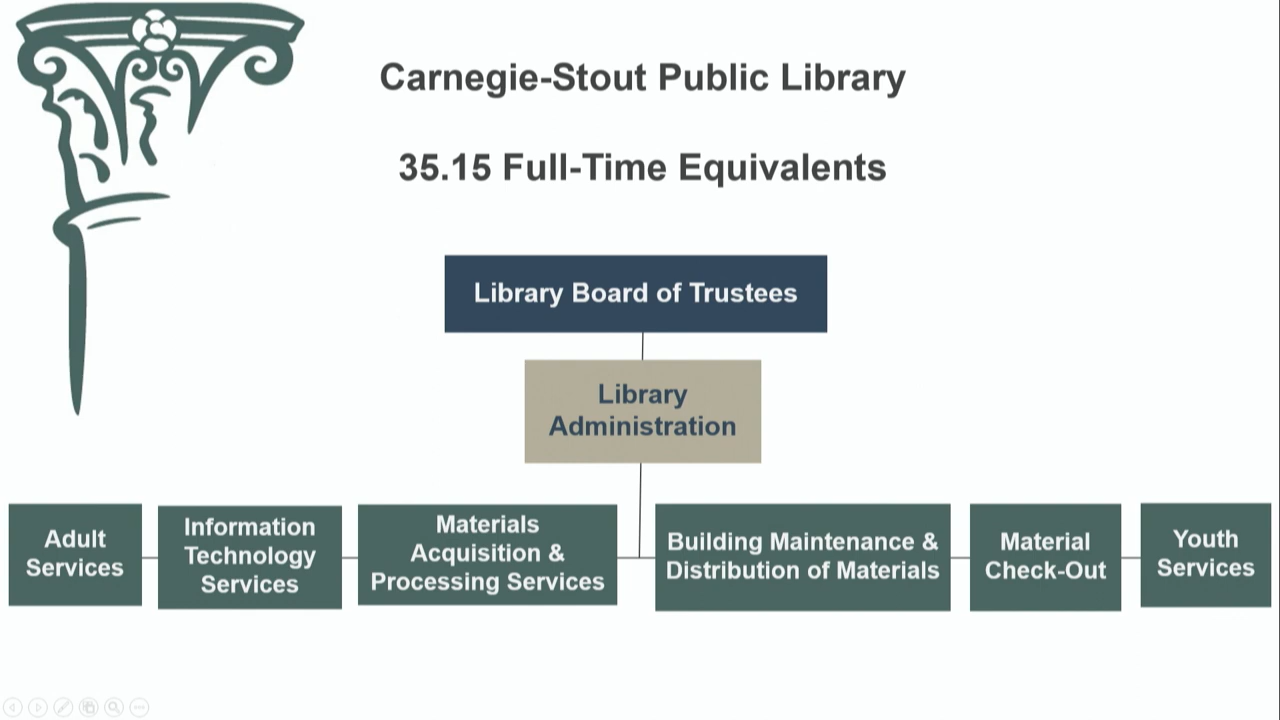 Carnegie-Stout Public Library
35.15 Full-Time Equivalents
Library Board of Trustees
Library
Administration
Adult
Services
Information
Technology
Services
Materials
Acquisition &
Processing Services
Building Maintenance &
Distribution of Materials
Material
Check-Out
Youth
Services